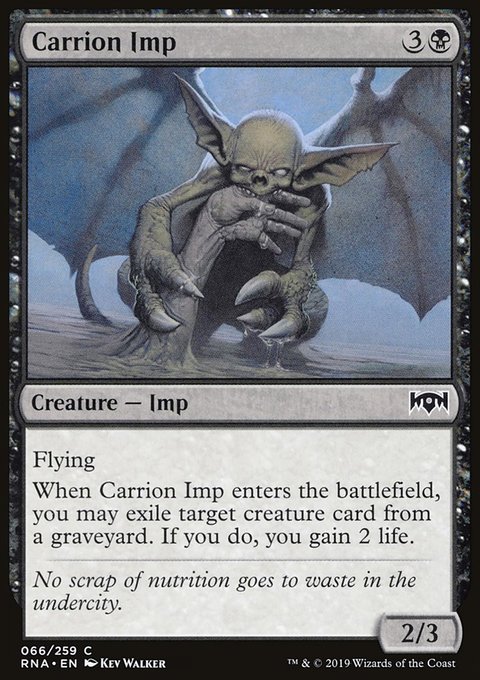 Carrion Imp 3
Creature — Imp
Flying
When Carrion Imp enters the battlefield,
you may exile target creature card from
a graveyard. If you do, you gain 2 life.
No scrap of nutrition goes to waste in the
undercity.
2/3
066/259 C
RNA • EN Kev Walker
™ & © 2019 Wizards of the Coast